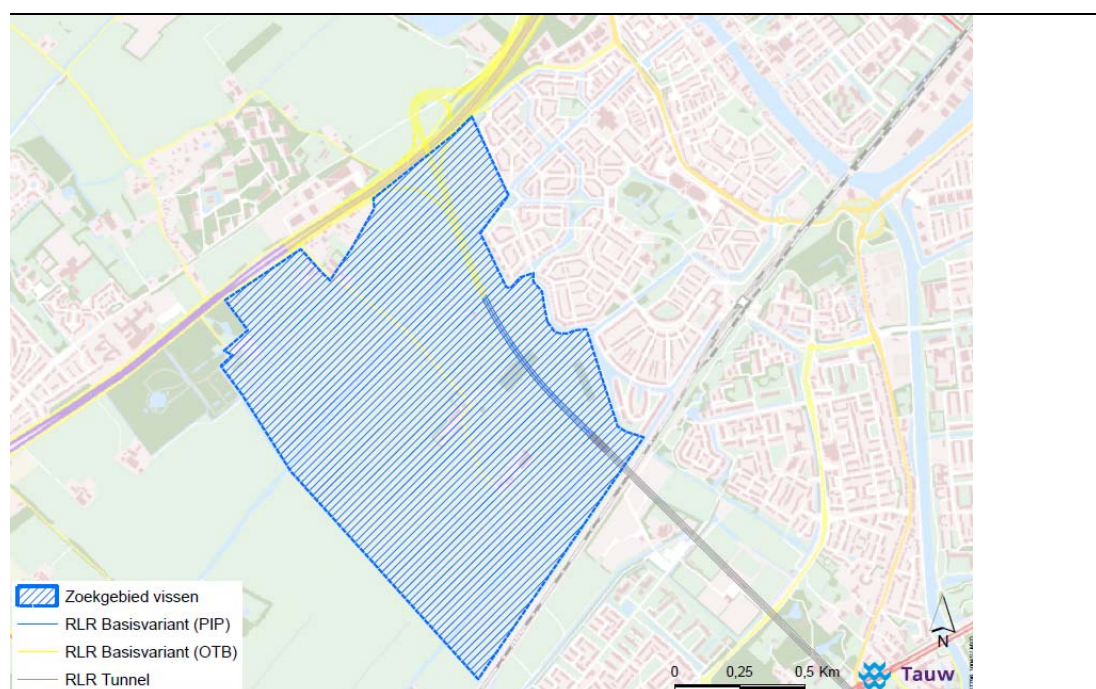 Zoekgebied vissen
RLR Basisvariant (PIP)
RLR Basisvariant (OTB)
RLR Tunnel
N
0 0,25 0,5 Km
Tauw